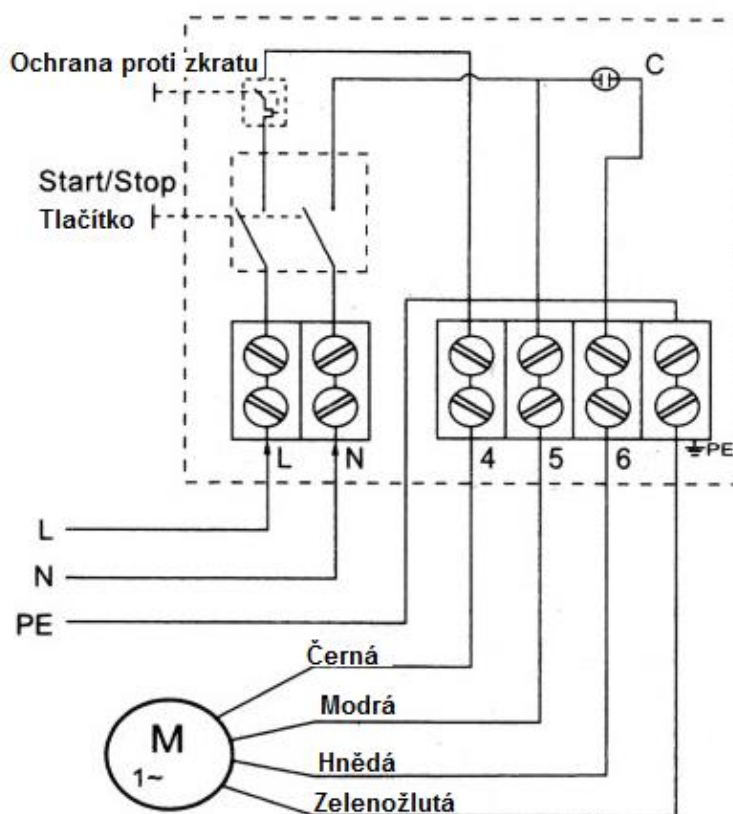 Ochrana proti zkratu
C
Start/Stop
Tlačítko
L N 4 5 6 PE
L
N
PE
Černá
Modrá
Hnědá
Zelenožlutá
M
1~